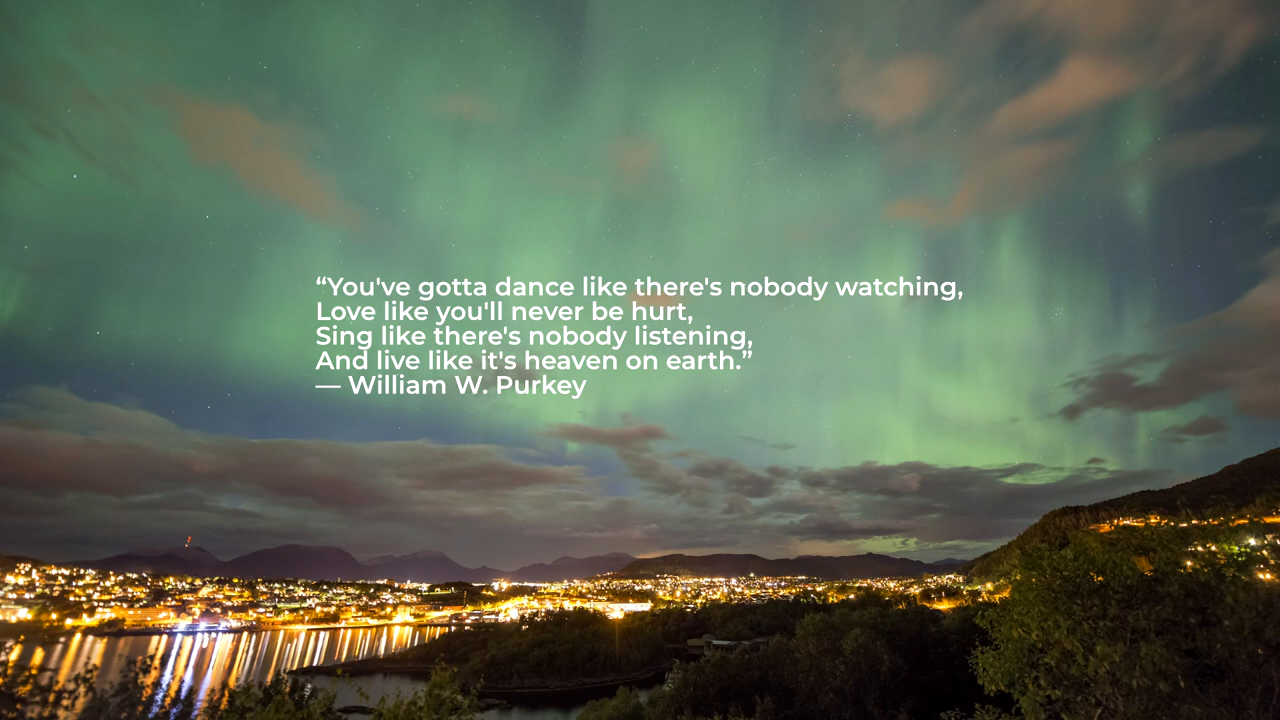 “You've gotta dance like there's nobody watching,
Love like you'll never be hurt,
Sing like there's nobody listening,
And live like it's heaven on earth.”
— William W. Purkey